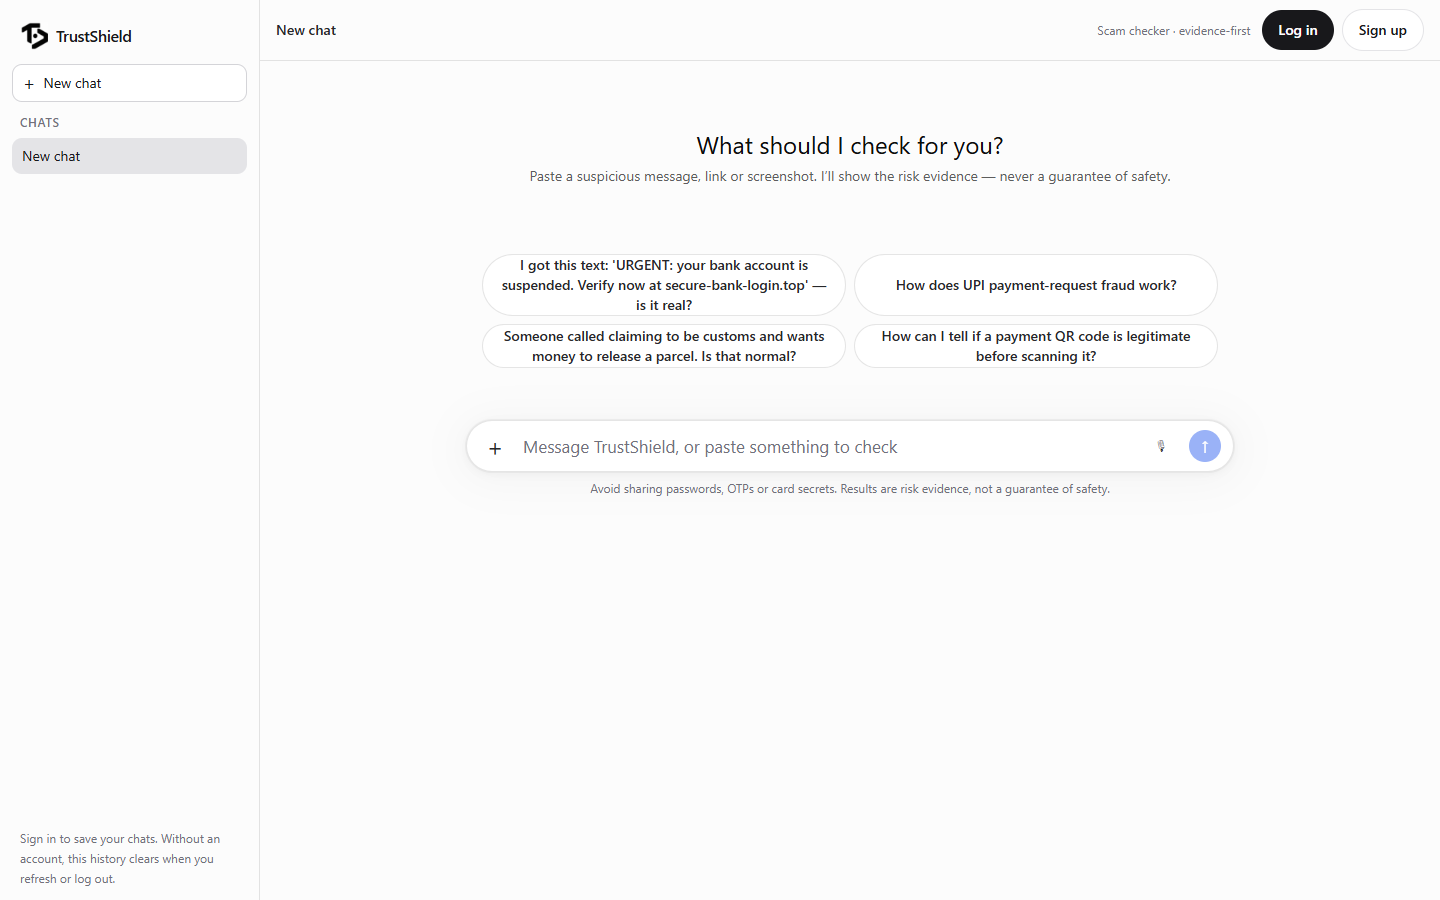 TrustShield
+ New chat
CHATS
New chat
Sign in to save your chats. Without an
account, this history clears when you
refresh or log out.
New chat
Scam checker · evidence-first
Log in
Sign up
What should I check for you?
Paste a suspicious message, link or screenshot. I'll show the risk evidence — never a guarantee of safety.
I got this text: 'URGENT: your bank account is
suspended. Verify now at secure-bank-login.top' —
is it real?
How does UPI payment-request fraud work?
Someone called claiming to be customs and wants
money to release a parcel. Is that normal?
How can I tell if a payment QR code is legitimate
before scanning it?
+ Message TrustShield, or paste something to check
Avoid sharing passwords, OTPs or card secrets. Results are risk evidence, not a guarantee of safety.